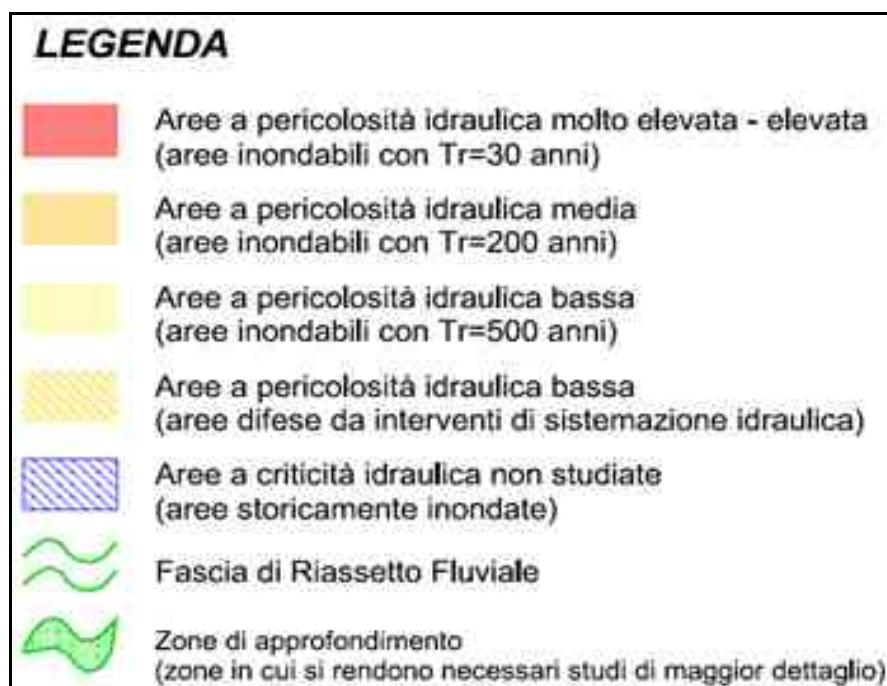 LEGENDA
Aree a pericolosità idraulica molto elevata - elevata
(aree inondabili con Tr=30 anni)
Aree a pericolosità idraulica media
(aree inondabili con Tr=200 anni)
Aree a pericolosità idraulica bassa
(aree inondabili con Tr=500 anni)
Aree a pericolosità idraulica bassa
(aree difese da interventi di sistemazione idraulica)
Aree a criticità idraulica non studiate
(aree storicamente inondate)
Fascia di Riassetto Fluviale
Zone di approfondimento
(zone in cui si rendono necessari studi di maggior dettaglio)